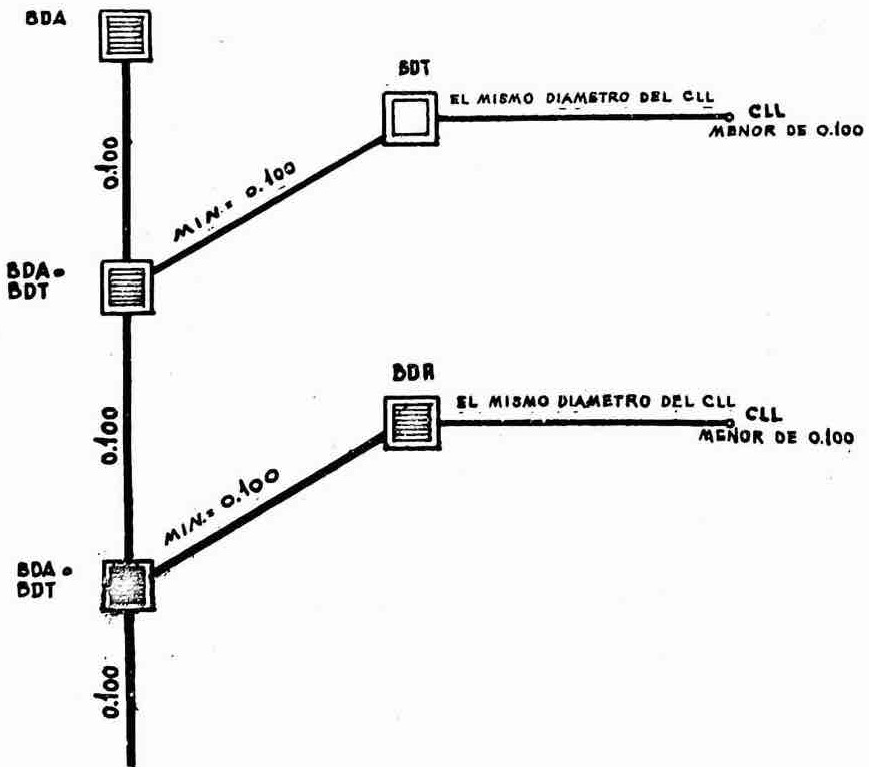 BDA
BDT
EL MISMO DIAMETRO DEL CLL
CLL
MENOR DE 0.100
0.100
MIN.= 0.100
BDA o
BDT
BDA
EL MISMO DIAMETRO DEL CLL
CLL
MENOR DE 0.100
0.100
MIN.= 0.100
BDA o
BDT
0.100